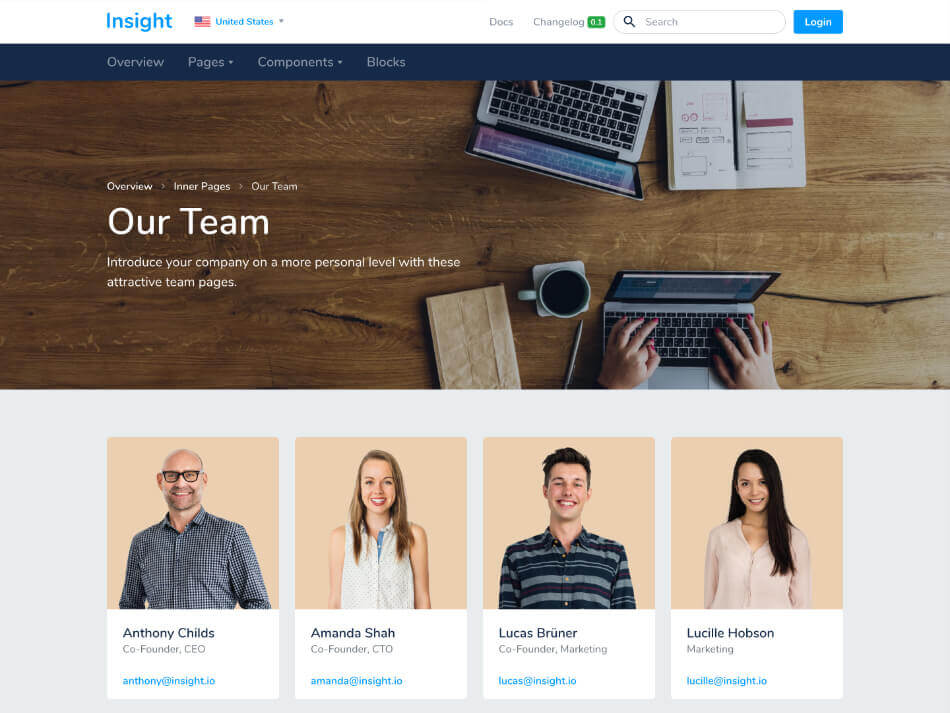 Insight United States Docs Changelog 0.1 Search Login
Overview Pages Components Blocks
Overview Inner Pages Our Team
Our Team
Introduce your company on a more personal level with these
attractive team pages.
Anthony Childs
Co-Founder, CEO
anthony@insight.io
Amanda Shah
Co-Founder, CTO
amanda@insight.io
Lucas Brüner
Co-Founder, Marketing
lucas@insight.io
Lucille Hobson
Marketing
lucille@insight.io